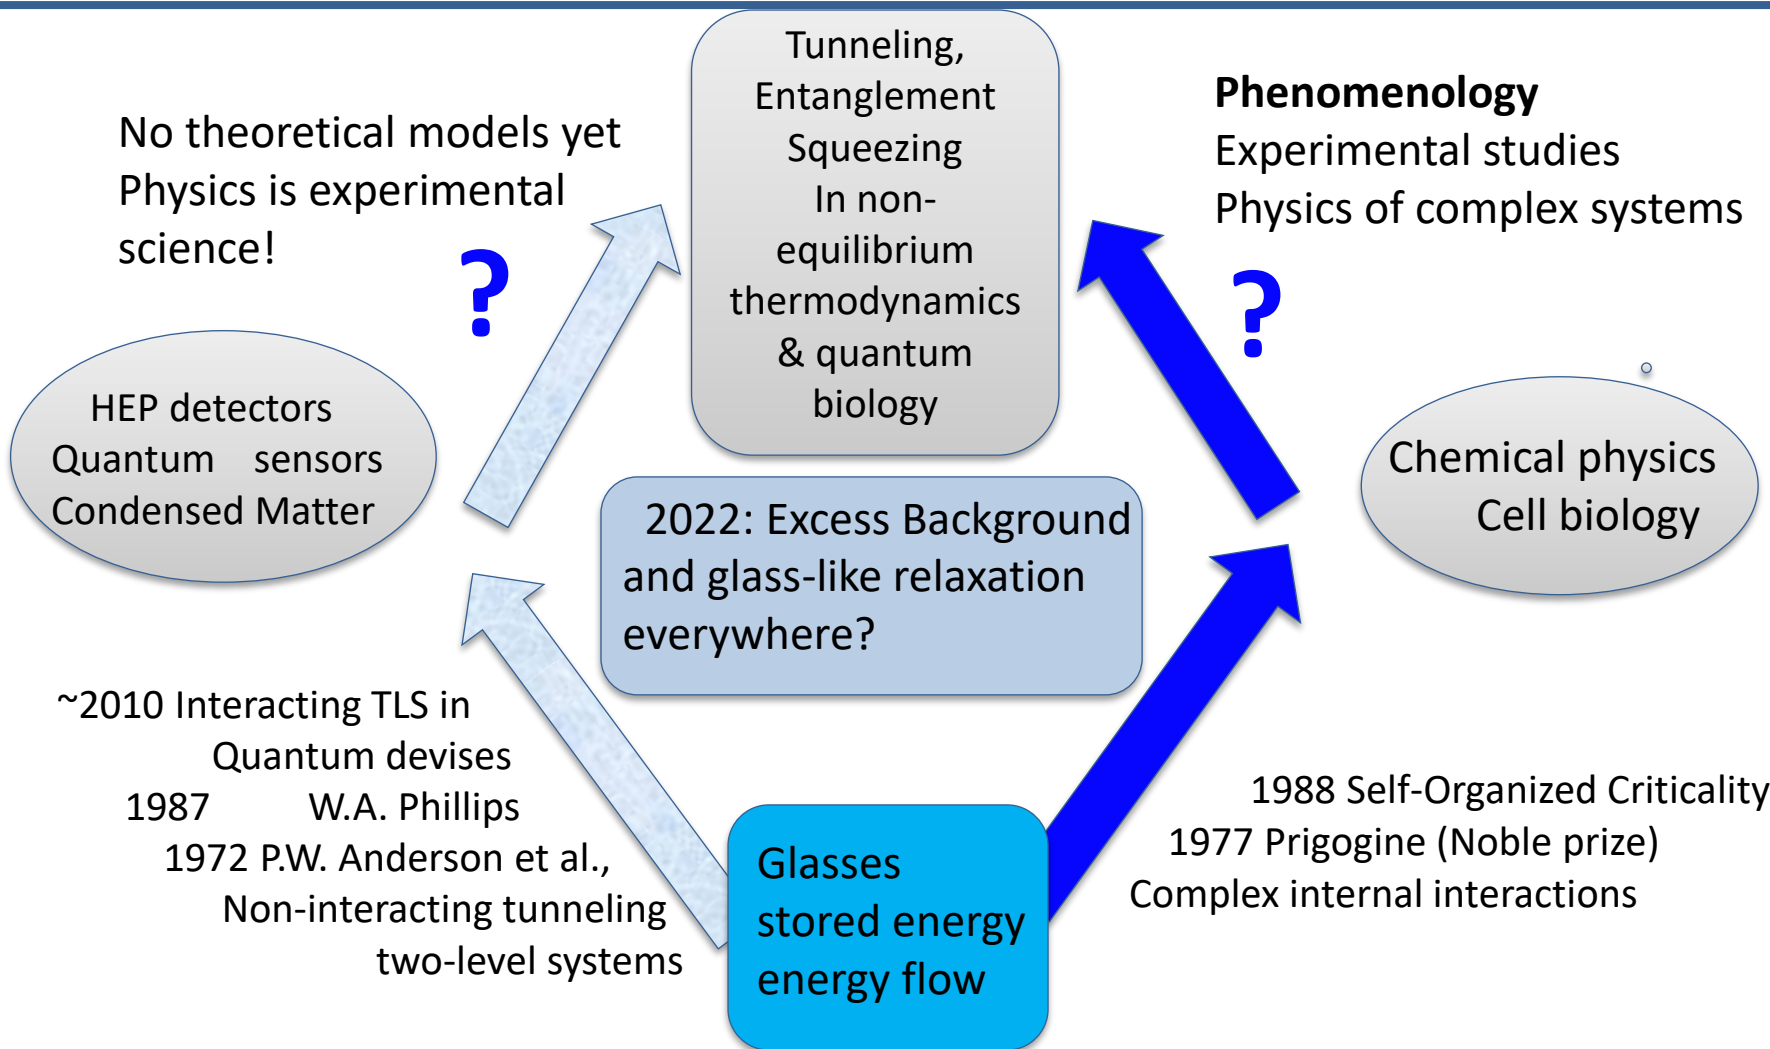 Tunneling,
Entanglement
Squeezing
In non-
equilibrium
thermodynamics
& quantum
biology
No theoretical models yet
Physics is experimental
science!
?
Phenomenology
Experimental studies
Physics of complex systems
?
HEP detectors
Quantum sensors
Condensed Matter
2022: Excess Background
and glass-like relaxation
everywhere?
Chemical physics
Cell biology
~2010 Interacting TLS in
Quantum devises
1987 W.A. Phillips
1972 P.W. Anderson et al.,
Non-interacting tunneling
two-level systems
Glasses
stored energy
energy flow
1988 Self-Organized Criticality
1977 Prigogine (Noble prize)
Complex internal interactions